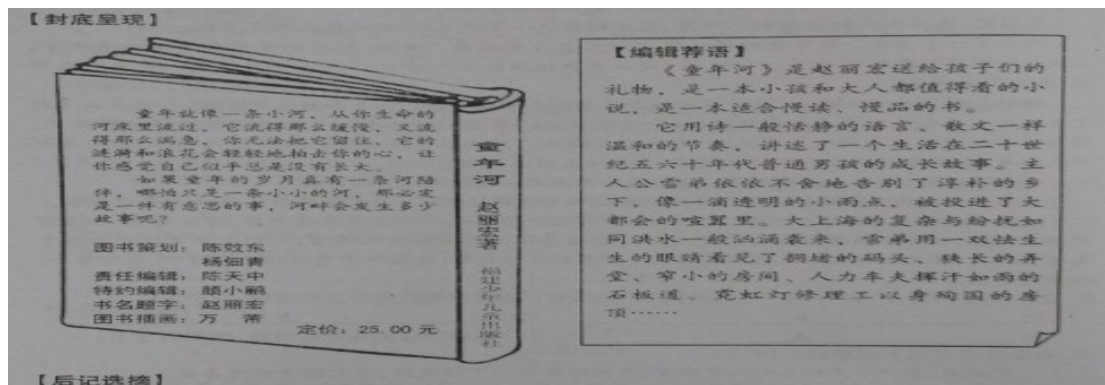 【封底呈现】
童年就像一条小河,从你生命的
河床里流过,它流得那么缓慢,又流
得那么湍急,你无法把它留住,它的
涟漪和浪花会轻轻地拍击你的心,让
你感觉自己似乎总是没有长大。
如果童年的岁月真有一条河陪
伴,哪怕只是一条小小的河,那必定
是一件有意思的事,河畔会发生多少
故事呢?
图书策划:陈效东
杨佃青
责任编辑:陈天中
特约编辑:颜小鹂
书名题字:赵丽宏
图书插画:万蒂
定价:25.00元
童年河 赵丽宏著 福建少年儿童出版社
【编辑荐语】
《童年河》是赵丽宏送给孩子们的
礼物,是一本小孩和大人都值得看的小
说,是一本适合慢读、慢品的书。
它用诗一般恬静的语言、散文一样
温和的节奏,讲述了一个生活在二十世
纪五六十年代普通男孩的成长故事。主
人公雪弟依依不舍地告别了淳朴的乡
下,像一滴透明的小雨点,被投进了大
都会的喧嚣里。大上海的复杂与纷扰如
同洪水一般汹涌袭来,雪弟用一双怯生
生的眼睛看见了拥堵的码头、狭长的弄
堂、窄小的房间、人力车夫挥汗如雨的
石板道、霓虹灯修理工以身殉国的房
顶……
【后记选摘】